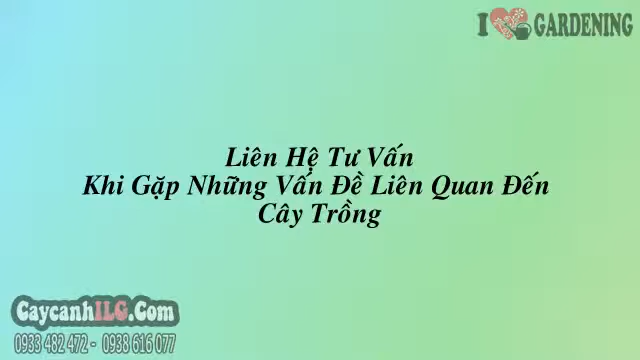 I GARDENING
Liên Hệ Tư Vấn
Khi Gặp Những Vấn Đề Liên Quan Đến
Cây Trồng
CaycanhILG.Com
0933 482 472 - 0938 616 077